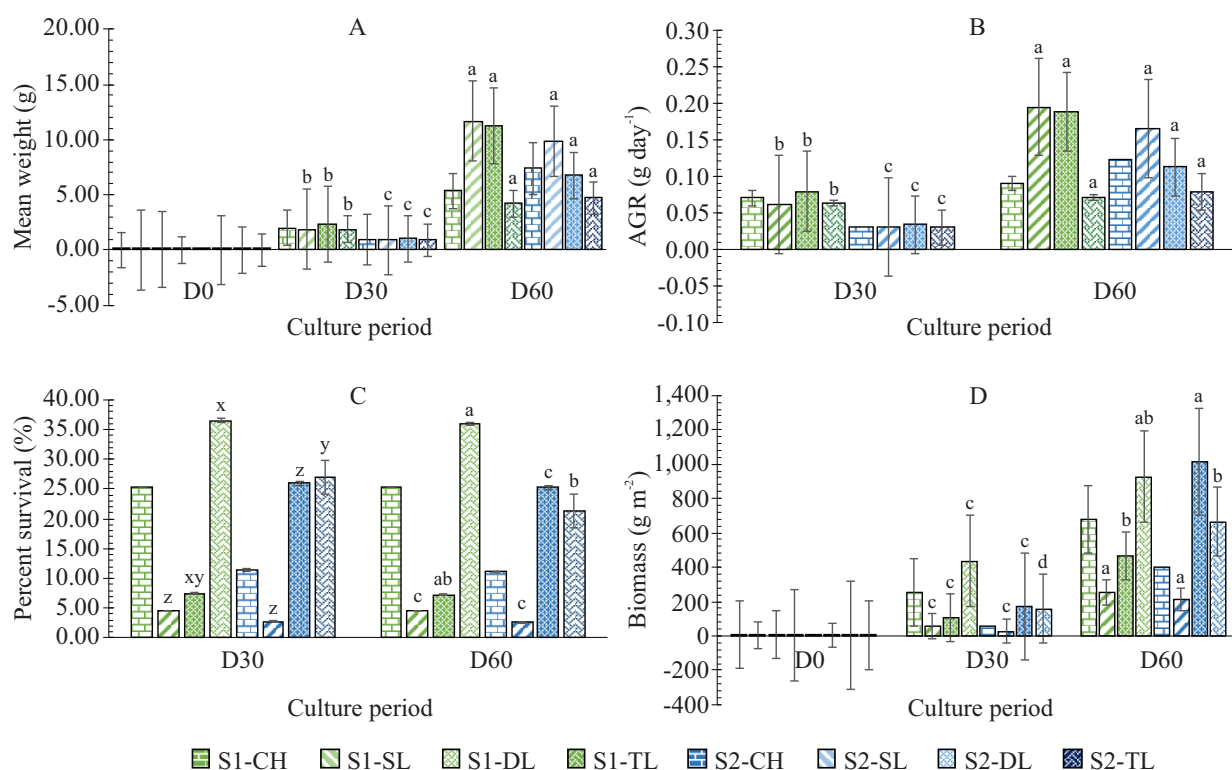 A
20.00
15.00
10.00
5.00
0.00
-5.00
Mean weight (g)
b b b c c c
a a a a a a
D0 D30 D60
Culture period
B
0.30
0.25
0.20
0.15
0.10
0.05
0.00
-0.05
-0.10
AGR (g day⁻¹)
b b b c c c
a a a a a a
D30 D60
Culture period
C
40.00
35.00
30.00
25.00
20.00
15.00
10.00
5.00
0.00
Percent survival (%)
z xy x z z y
c ab a c c b
D30 D60
Culture period
D
1,400
1,200
1,000
800
600
400
200
0
-200
-400
Biomass (g m⁻²)
c c a c c d
a b ab a a b
D0 D30 D60
Culture period
S1-CH S1-SL S1-DL S1-TL S2-CH S2-SL S2-DL S2-TL